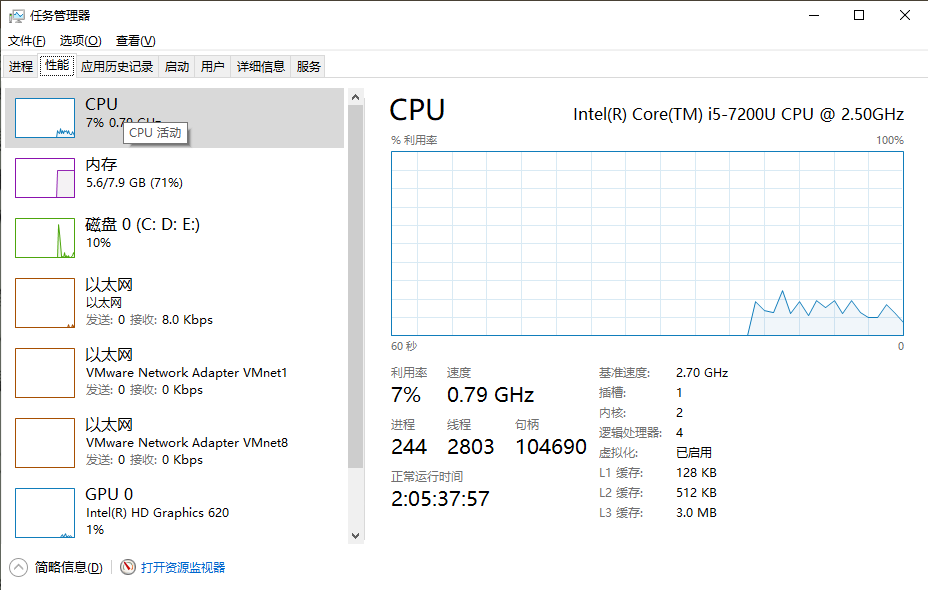 任务管理器
文件(F) 选项(O) 查看(V)
进程 性能 应用历史记录 启动 用户 详细信息 服务
CPU
7% 0.79 GHz
CPU 活动
内存
5.6/7.9 GB (71%)
磁盘 0 (C: D: E:)
10%
以太网
以太网
发送: 0 接收: 8.0 Kbps
以太网
VMware Network Adapter VMnet1
发送: 0 接收: 0 Kbps
以太网
VMware Network Adapter VMnet8
发送: 0 接收: 0 Kbps
GPU 0
Intel(R) HD Graphics 620
1%
CPU
Intel(R) Core(TM) i5-7200U CPU @ 2.50GHz
% 利用率 100%
60 秒 0
利用率 速度
7% 0.79 GHz
进程 线程 句柄
244 2803 104690
正常运行时间
2:05:37:57
基准速度: 2.70 GHz
插槽: 1
内核: 2
逻辑处理器: 4
虚拟化: 已启用
L1 缓存: 128 KB
L2 缓存: 512 KB
L3 缓存: 3.0 MB
简略信息(D) 打开资源监视器